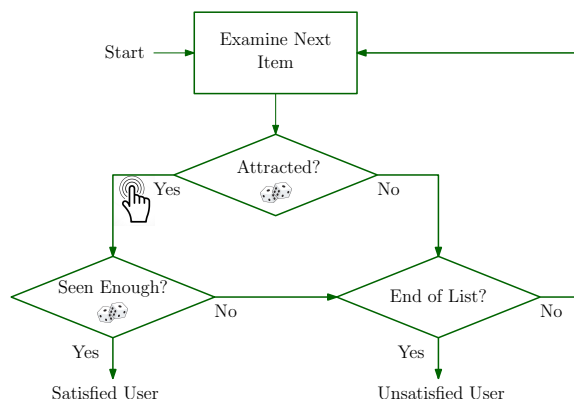 Start
Examine Next
Item
Attracted?
Yes
No
Seen Enough?
No
End of List?
No
Yes
Yes
Satisfied User
Unsatisfied User